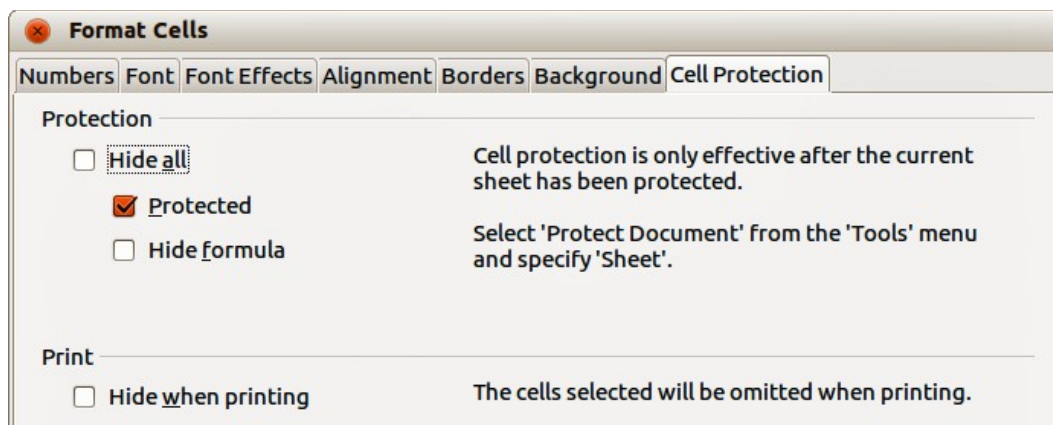 Format Cells
Numbers Font Font Effects Alignment Borders Background Cell Protection
Protection
Hide all
Cell protection is only effective after the current
sheet has been protected.
Protected
Hide formula
Select 'Protect Document' from the 'Tools' menu
and specify 'Sheet'.
Print
Hide when printing
The cells selected will be omitted when printing.